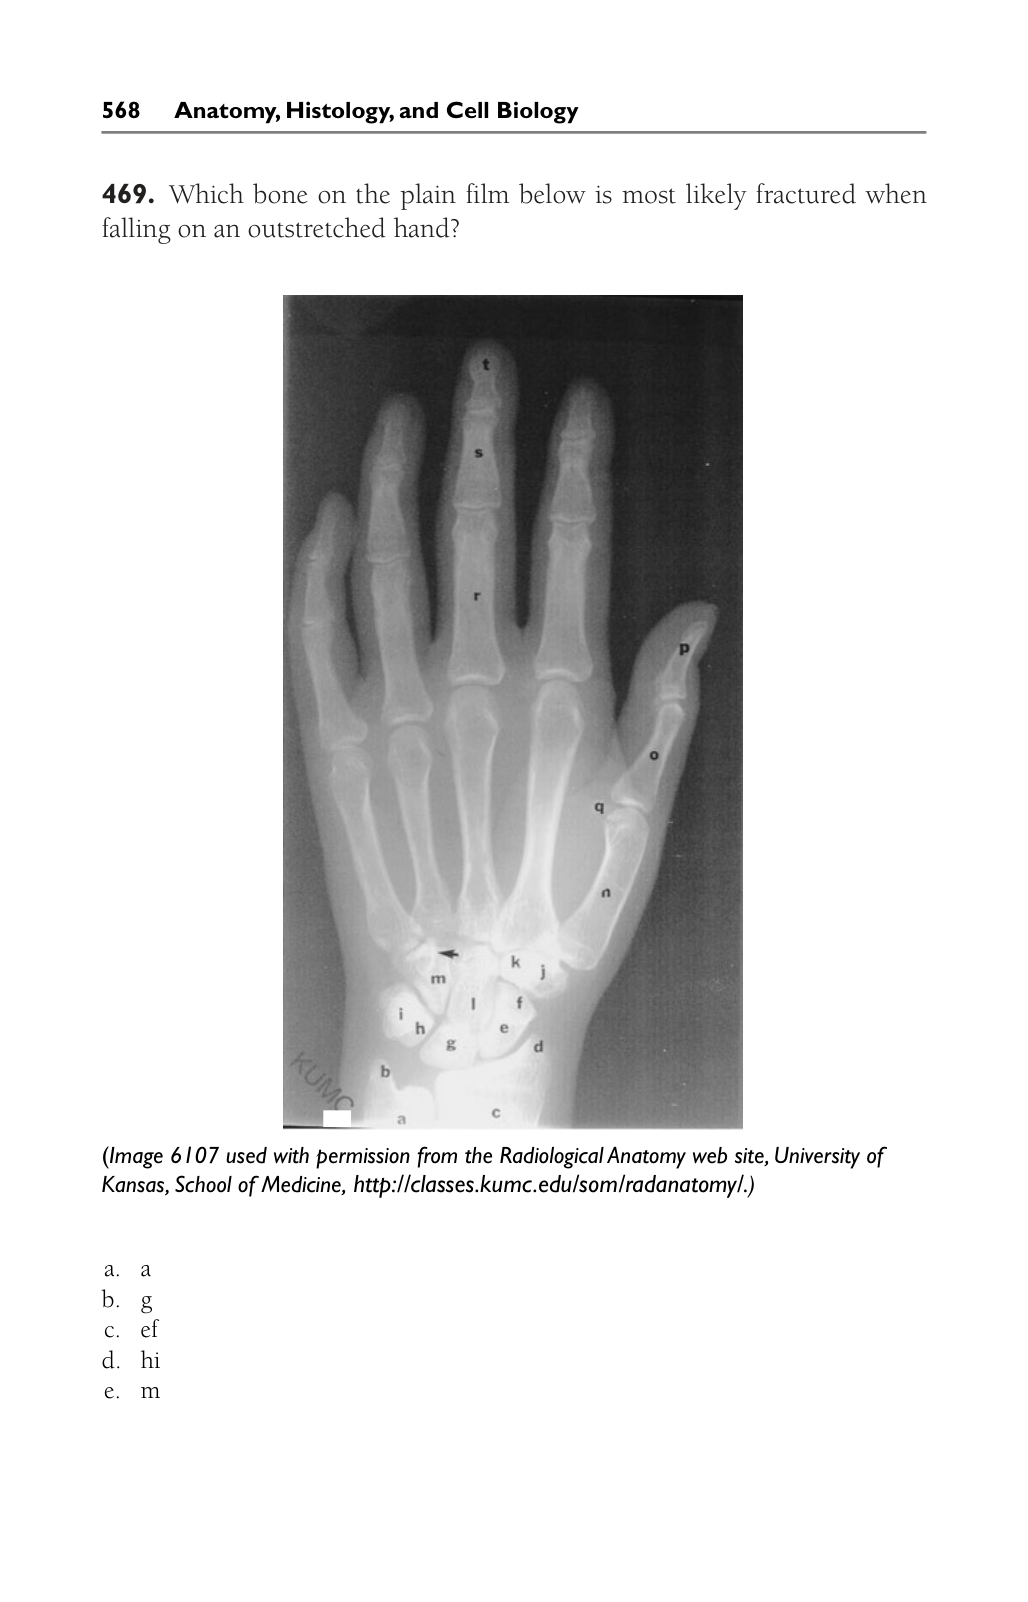 568 Anatomy, Histology, and Cell Biology
469. Which bone on the plain film below is most likely fractured when
falling on an outstretched hand?
t
s
r
p
o
q
n
k
j
m
l
f
i
h
e
g
d
b
KUMC
a
c
(Image 6107 used with permission from the Radiological Anatomy web site, University of
Kansas, School of Medicine, http://classes.kumc.edu/som/radanatomy/.)
a. a
b. g
c. ef
d. hi
e. m